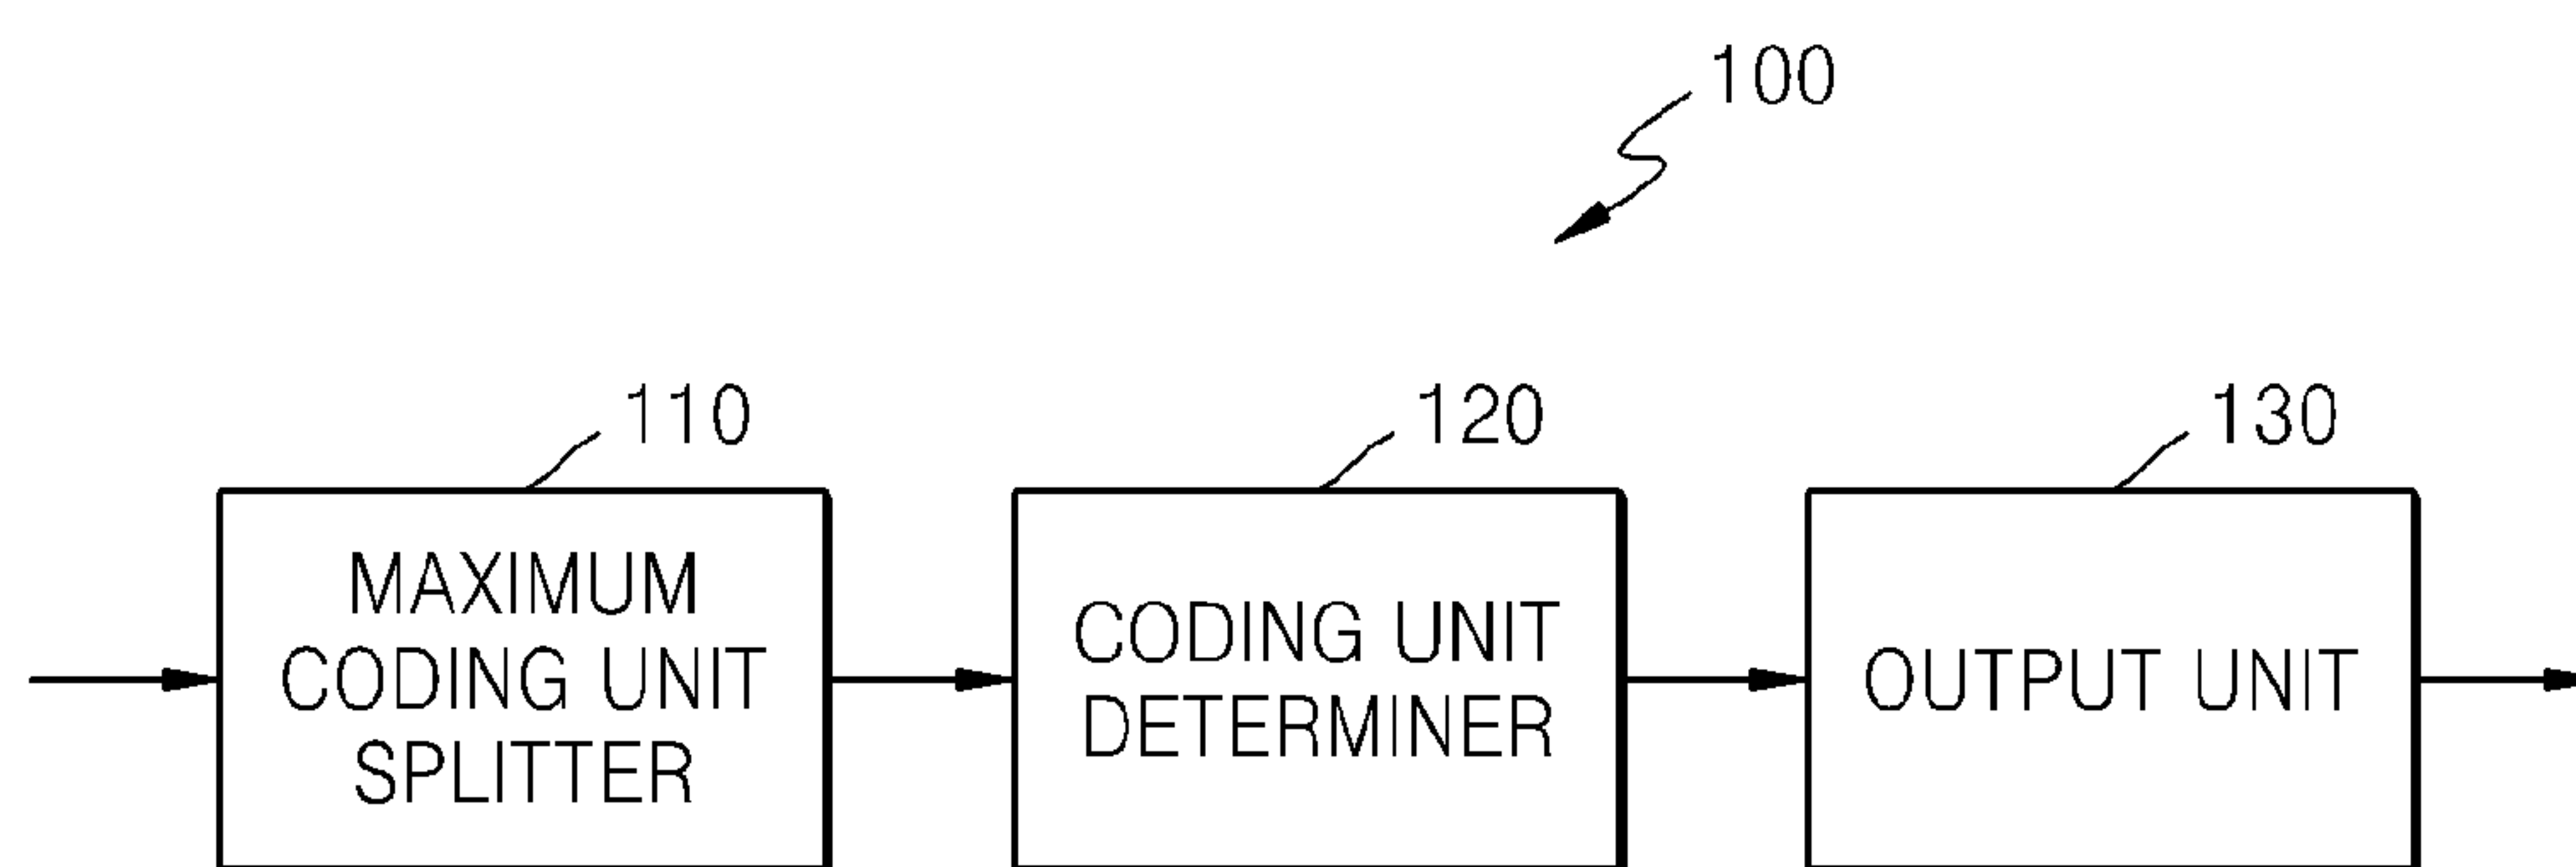 100
110
120
130
MAXIMUM
CODING UNIT
SPLITTER
CODING UNIT
DETERMINER
OUTPUT UNIT